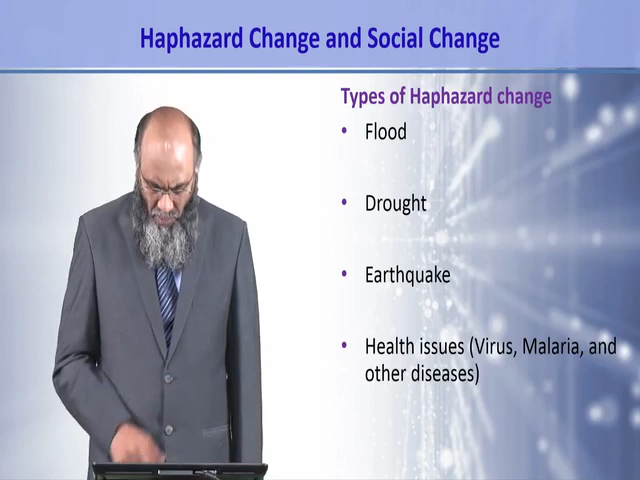 Haphazard Change and Social Change
Types of Haphazard change
• Flood
• Drought
• Earthquake
• Health issues (Virus, Malaria, and
other diseases)